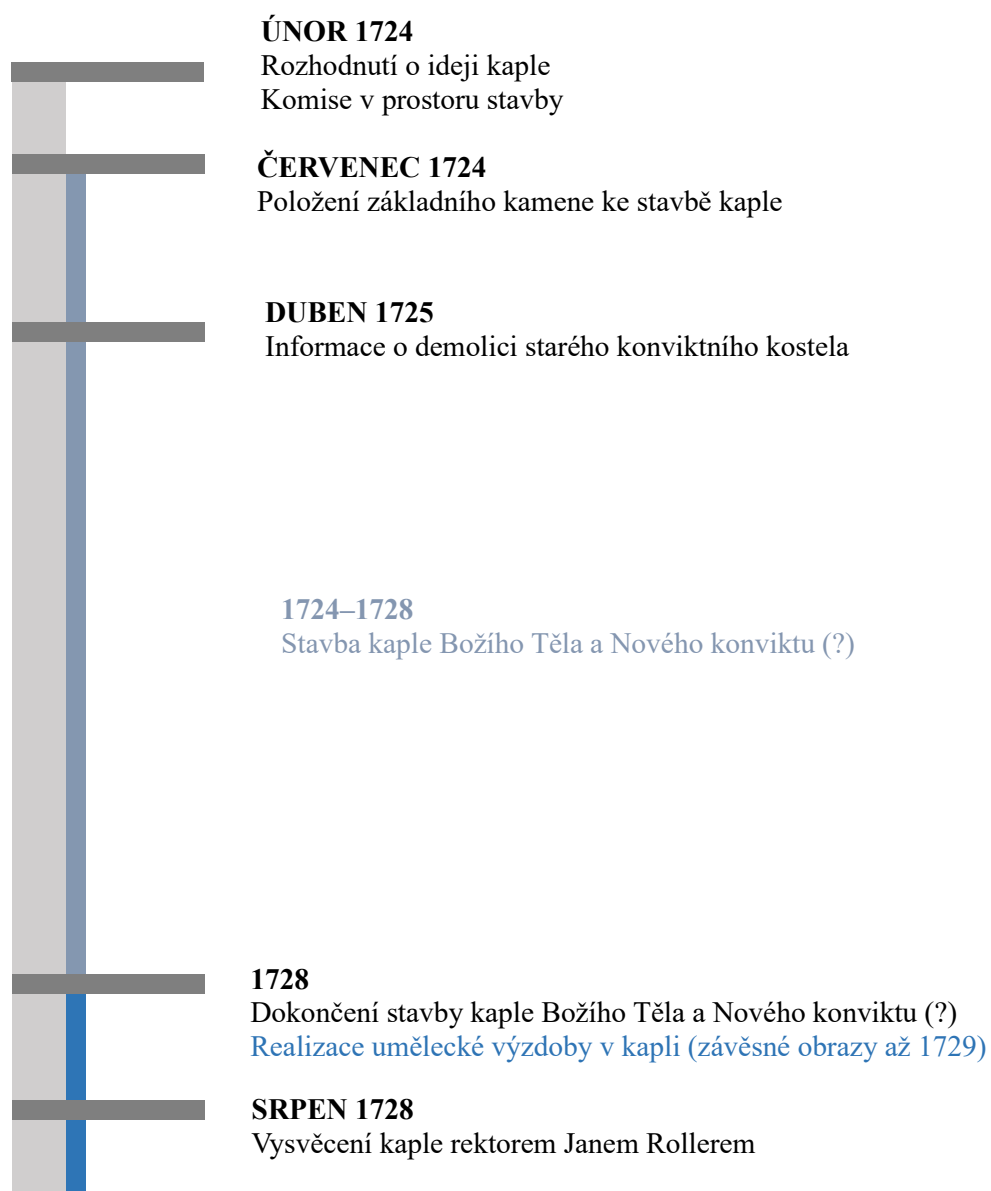 ÚNOR 1724
Rozhodnutí o ideji kaple
Komise v prostoru stavby
ČERVENEC 1724
Položení základního kamene ke stavbě kaple
DUBEN 1725
Informace o demolici starého konviktního kostela
1724–1728
Stavba kaple Božího Těla a Nového konviktu (?)
1728
Dokončení stavby kaple Božího Těla a Nového konviktu (?)
Realizace umělecké výzdoby v kapli (závěsné obrazy až 1729)
SRPEN 1728
Vysvěcení kaple rektorem Janem Rollerem